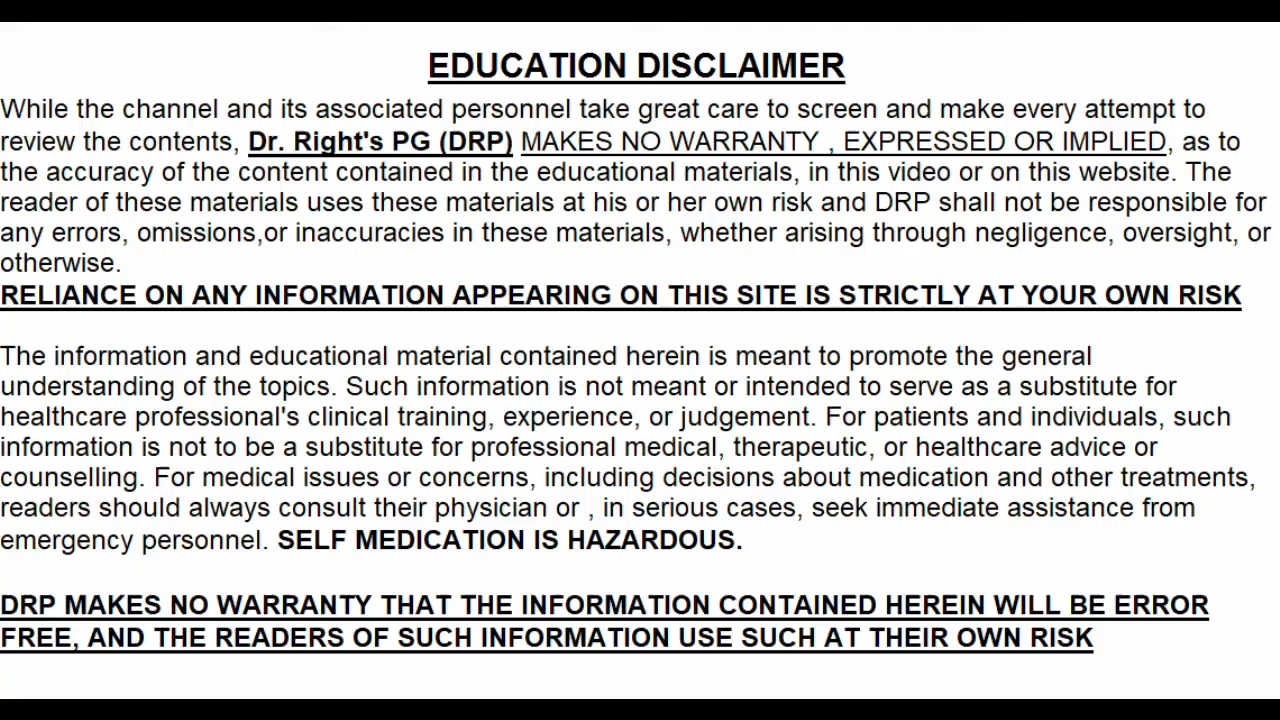 EDUCATION DISCLAIMER
While the channel and its associated personnel take great care to screen and make every attempt to
review the contents, Dr. Right's PG (DRP) MAKES NO WARRANTY , EXPRESSED OR IMPLIED, as to
the accuracy of the content contained in the educational materials, in this video or on this website. The
reader of these materials uses these materials at his or her own risk and DRP shall not be responsible for
any errors, omissions,or inaccuracies in these materials, whether arising through negligence, oversight, or
otherwise.
RELIANCE ON ANY INFORMATION APPEARING ON THIS SITE IS STRICTLY AT YOUR OWN RISK
The information and educational material contained herein is meant to promote the general
understanding of the topics. Such information is not meant or intended to serve as a substitute for
healthcare professional's clinical training, experience, or judgement. For patients and individuals, such
information is not to be a substitute for professional medical, therapeutic, or healthcare advice or
counselling. For medical issues or concerns, including decisions about medication and other treatments,
readers should always consult their physician or , in serious cases, seek immediate assistance from
emergency personnel. SELF MEDICATION IS HAZARDOUS.
DRP MAKES NO WARRANTY THAT THE INFORMATION CONTAINED HEREIN WILL BE ERROR
FREE, AND THE READERS OF SUCH INFORMATION USE SUCH AT THEIR OWN RISK